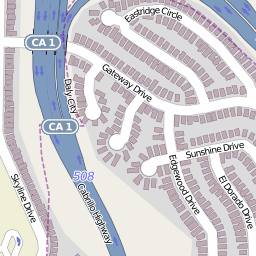 Eastridge Circle
CA 1
Gateway Drive
Daly City
CA 1
Sunshine Drive
508
Skyline Drive
Cabrillo Highway
Edgewood Drive
El Dorado Drive